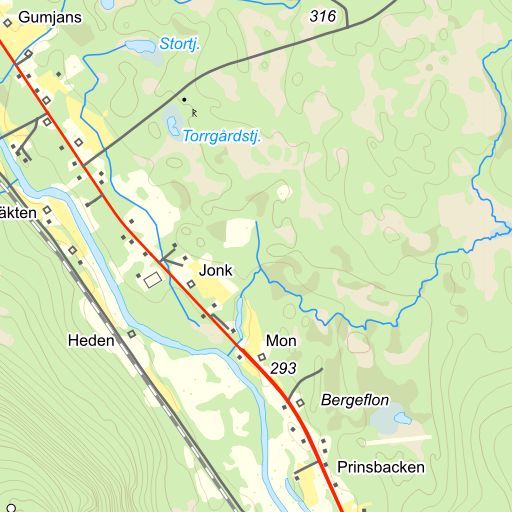 Gumjans
316
Stortj.
R
Torrgårdstj.
äkten
Jonk
Heden
Mon
293
Bergeflon
Prinsbacken